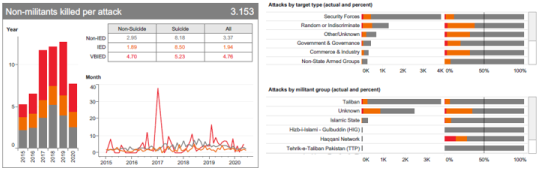 Non-militants killed per attack 3.153
Year
Non-Suicide Suicide All
Non-IED 2.95 8.18 3.37
IED 1.89 8.50 1.94
VBIED 4.70 5.23 4.76
10
5
0
2015 2016 2017 2018 2019 2020
Month
40
30
20
10
0
2015 2016 2017 2018 2019 2020
Attacks by target type (actual and percent)
Security Forces
Random or Indiscriminate
Other/Unknown
Government & Governance
Commerce & Industry
Non-State Armed Groups
0K 1K 2K 3K 4K 0% 100%
Attacks by militant group (actual and percent)
Taliban
Unknown
Islamic State
Hizb-i-Islami - Gulbuddin (HIG)
Haqqani Network
Tehrik-e-Taliban Pakistan (TTP)
0K 1K 2K 3K 4K 0% 100%